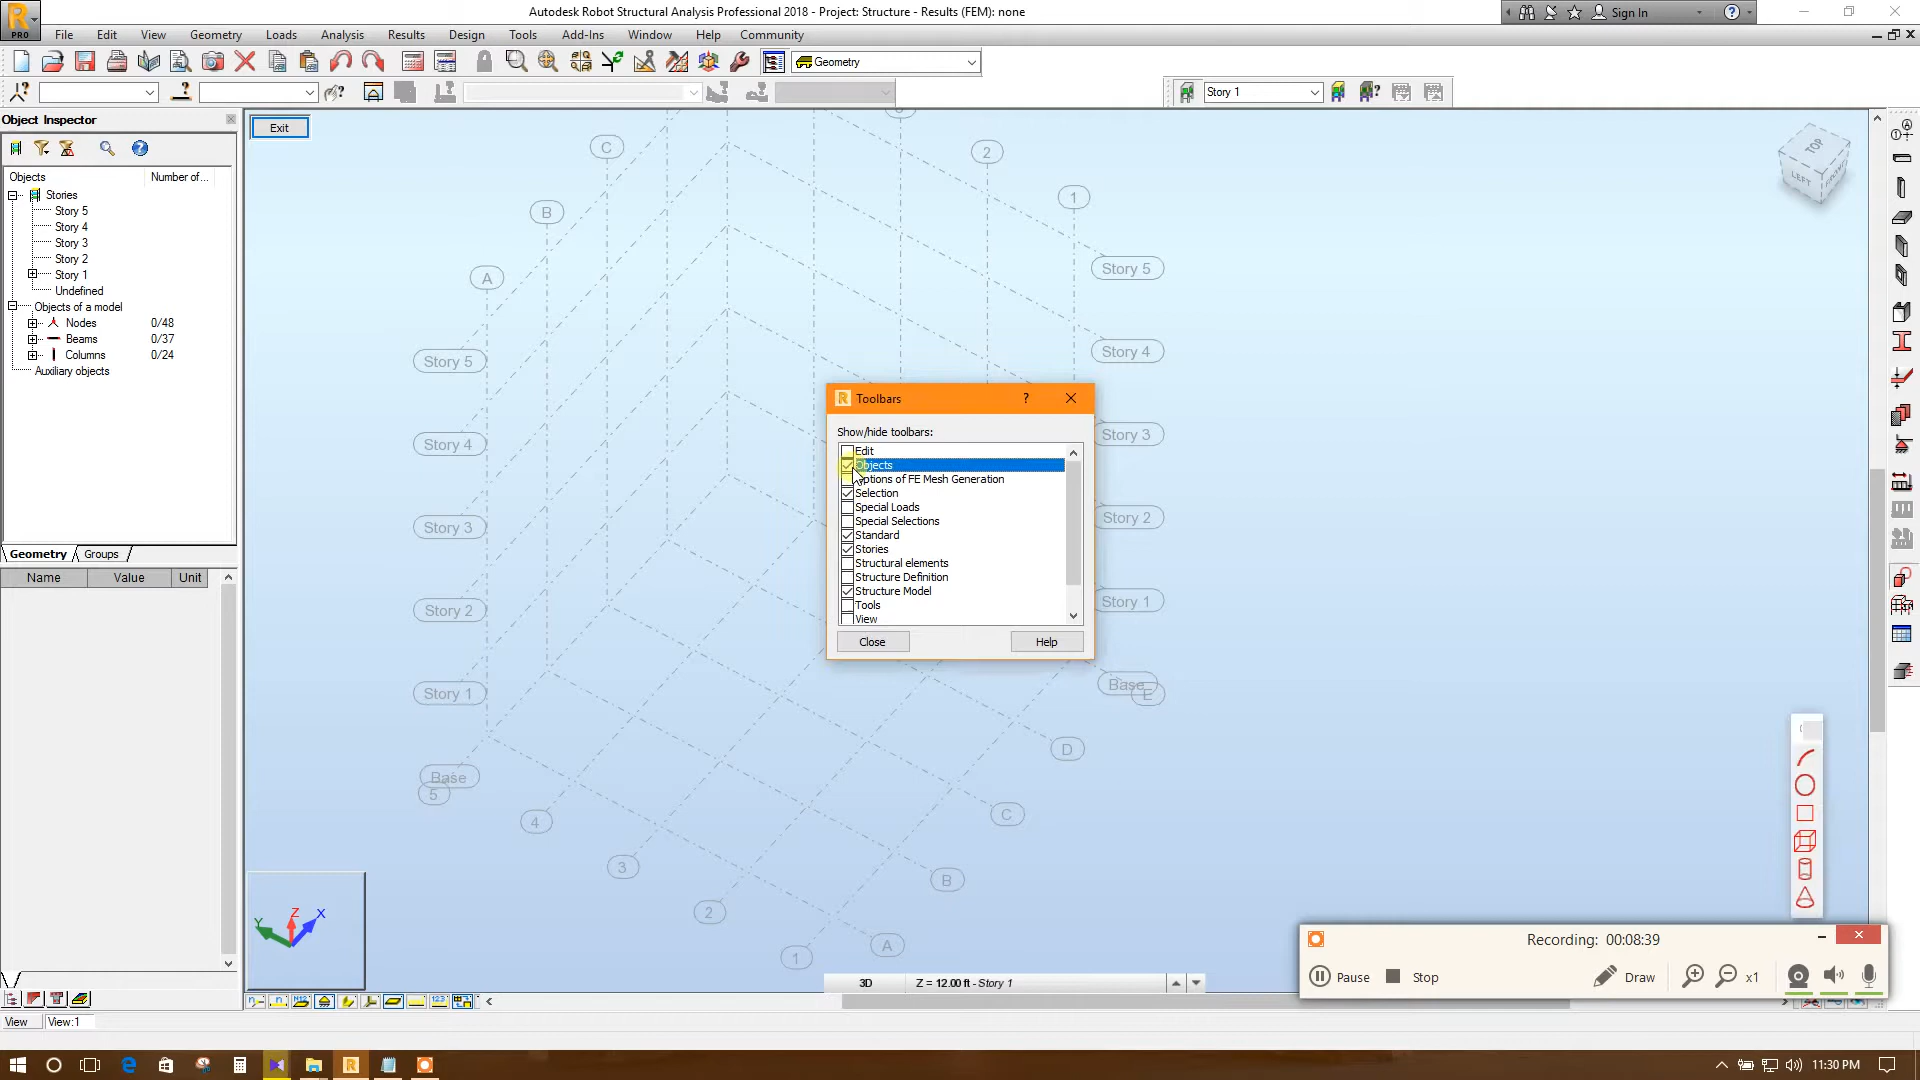 Autodesk Robot Structural Analysis Professional 2018 - Project: Structure - Results (FEM): none
Sign In
PRO
File Edit View Geometry Loads Analysis Results Design Tools Add-Ins Window Help Community
Geometry
Story 1
Object Inspector
Exit
Objects Number of...
Stories
Story 5
Story 4
Story 3
Story 2
Story 1
Undefined
Objects of a model
Nodes 0/48
Beams 0/37
Columns 0/24
Auxiliary objects
Geometry Groups
Name Value Unit
C
B
A
2
1
Story 5
Story 4
Story 3
Story 2
Story 1
Base
E
Story 5
Story 4
Story 3
Story 2
Story 1
Base
5
4
3
2
1
D
C
B
A
TOP
LEFT
Toolbars
Show/hide toolbars:
Edit
Objects
Options of FE Mesh Generation
Selection
Special Loads
Special Selections
Standard
Stories
Structural elements
Structure Definition
Structure Model
Tools
View
Close Help
Z
X
Y
3D Z = 12.00 ft - Story 1
Recording: 00:08:39
Pause Stop Draw x1
View View:1
11:30 PM